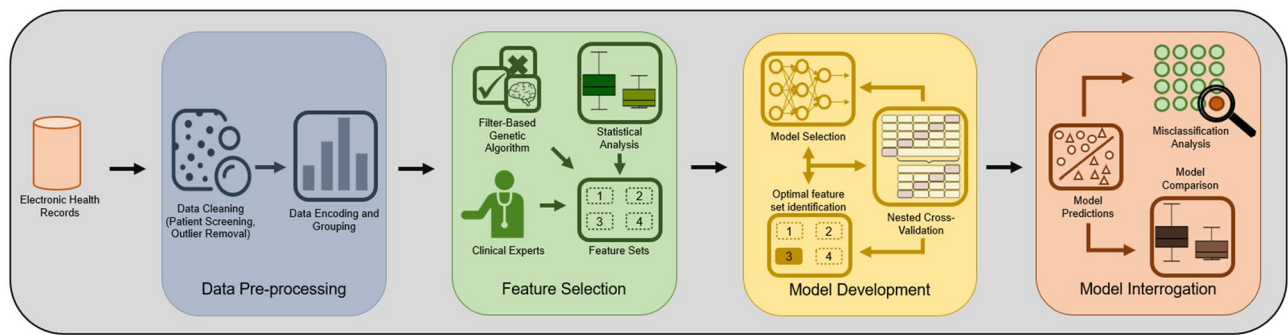 Electronic Health
Records
Data Cleaning
(Patient Screening,
Outlier Removal)
Data Encoding and
Grouping
Data Pre-processing
Filter-Based
Genetic
Algorithm
Statistical
Analysis
Clinical Experts
1 2
3 4
Feature Sets
Feature Selection
Model Selection
Optimal feature
set identification
1 2
3 4
Nested Cross-
Validation
Model Development
Model
Predictions
Misclassification
Analysis
Model
Comparison
Model Interrogation